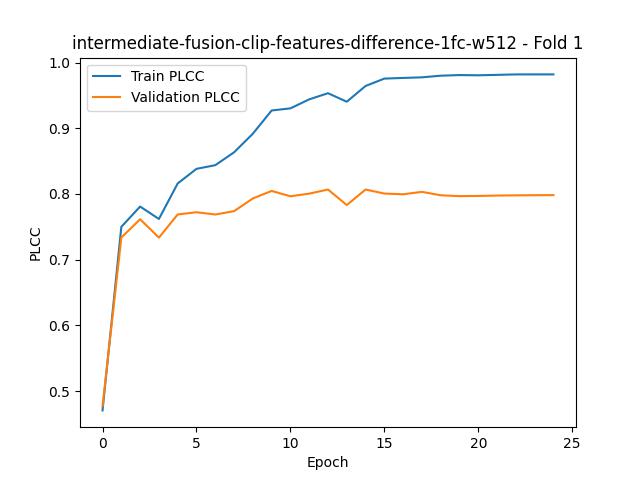 intermediate-fusion-clip-features-difference-1fc-w512 - Fold 1
Train PLCC
Validation PLCC
1.0
0.9
0.8
0.7
0.6
0.5
PLCC
0 5 10 15 20 25
Epoch